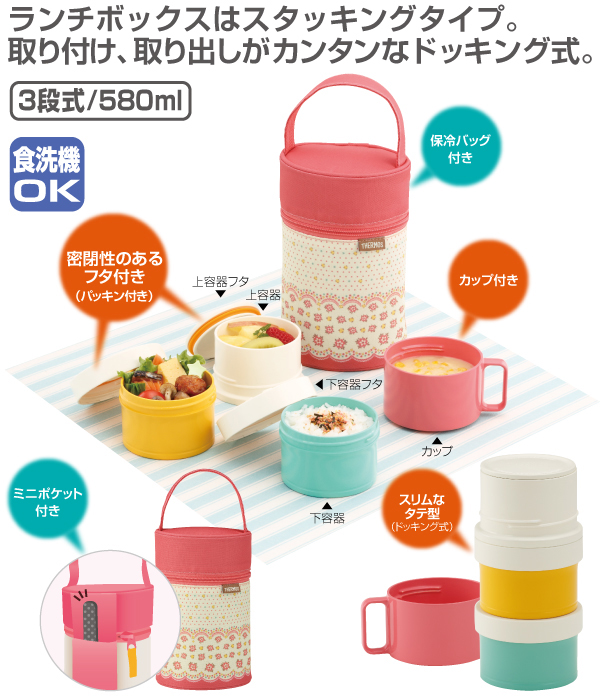 ランチボックスはスタッキングタイプ。
取り付け、取り出しがカンタンなドッキング式。
3段式/580ml
食洗機
OK
保冷バッグ
付き
密閉性のある
フタ付き
(パッキン付き)
上容器フタ
上容器
THERMOS
カップ付き
下容器フタ
カップ
下容器
ミニポケット
付き
スリムな
タテ型
(ドッキング式)
THERMOS